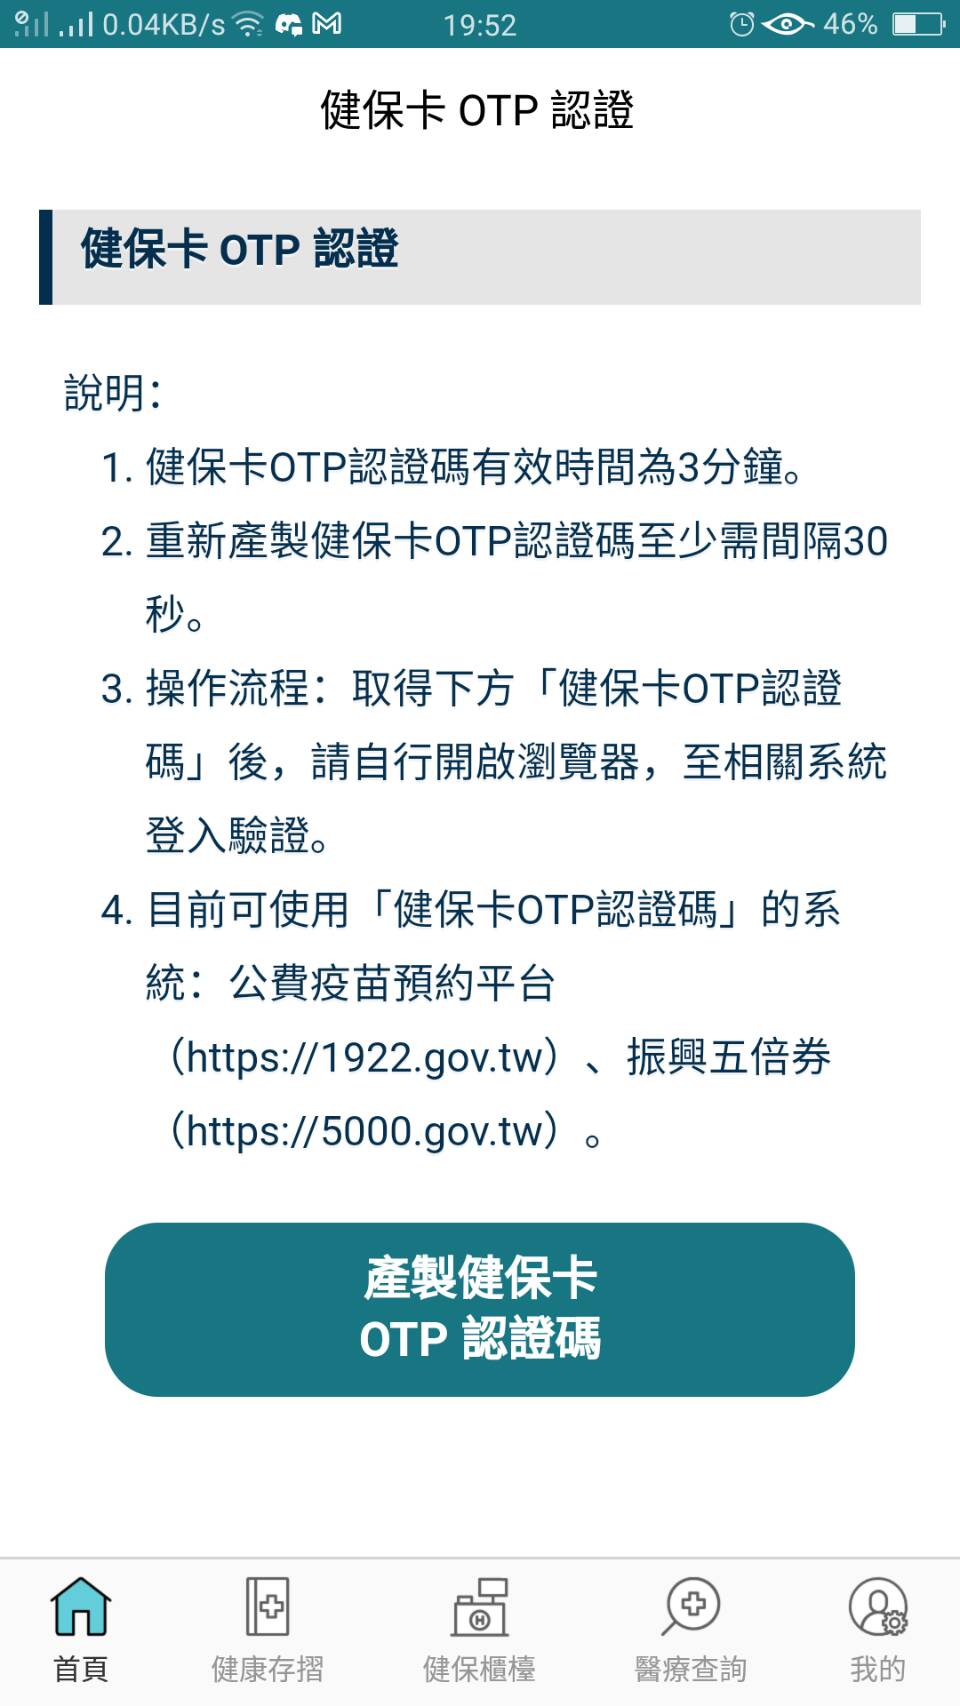 0.04KB/s 19:52 46%
健保卡 OTP 認證
健保卡 OTP 認證
說明：
1. 健保卡OTP認證碼有效時間為3分鐘。
2. 重新產製健保卡OTP認證碼至少需間隔30
秒。
3. 操作流程：取得下方「健保卡OTP認證
碼」後，請自行開啟瀏覽器，至相關系統
登入驗證。
4. 目前可使用「健保卡OTP認證碼」的系
統：公費疫苗預約平台
（https://1922.gov.tw）、振興五倍券
（https://5000.gov.tw）。
產製健保卡
OTP 認證碼
首頁 健康存摺 健保櫃檯 醫療查詢 我的